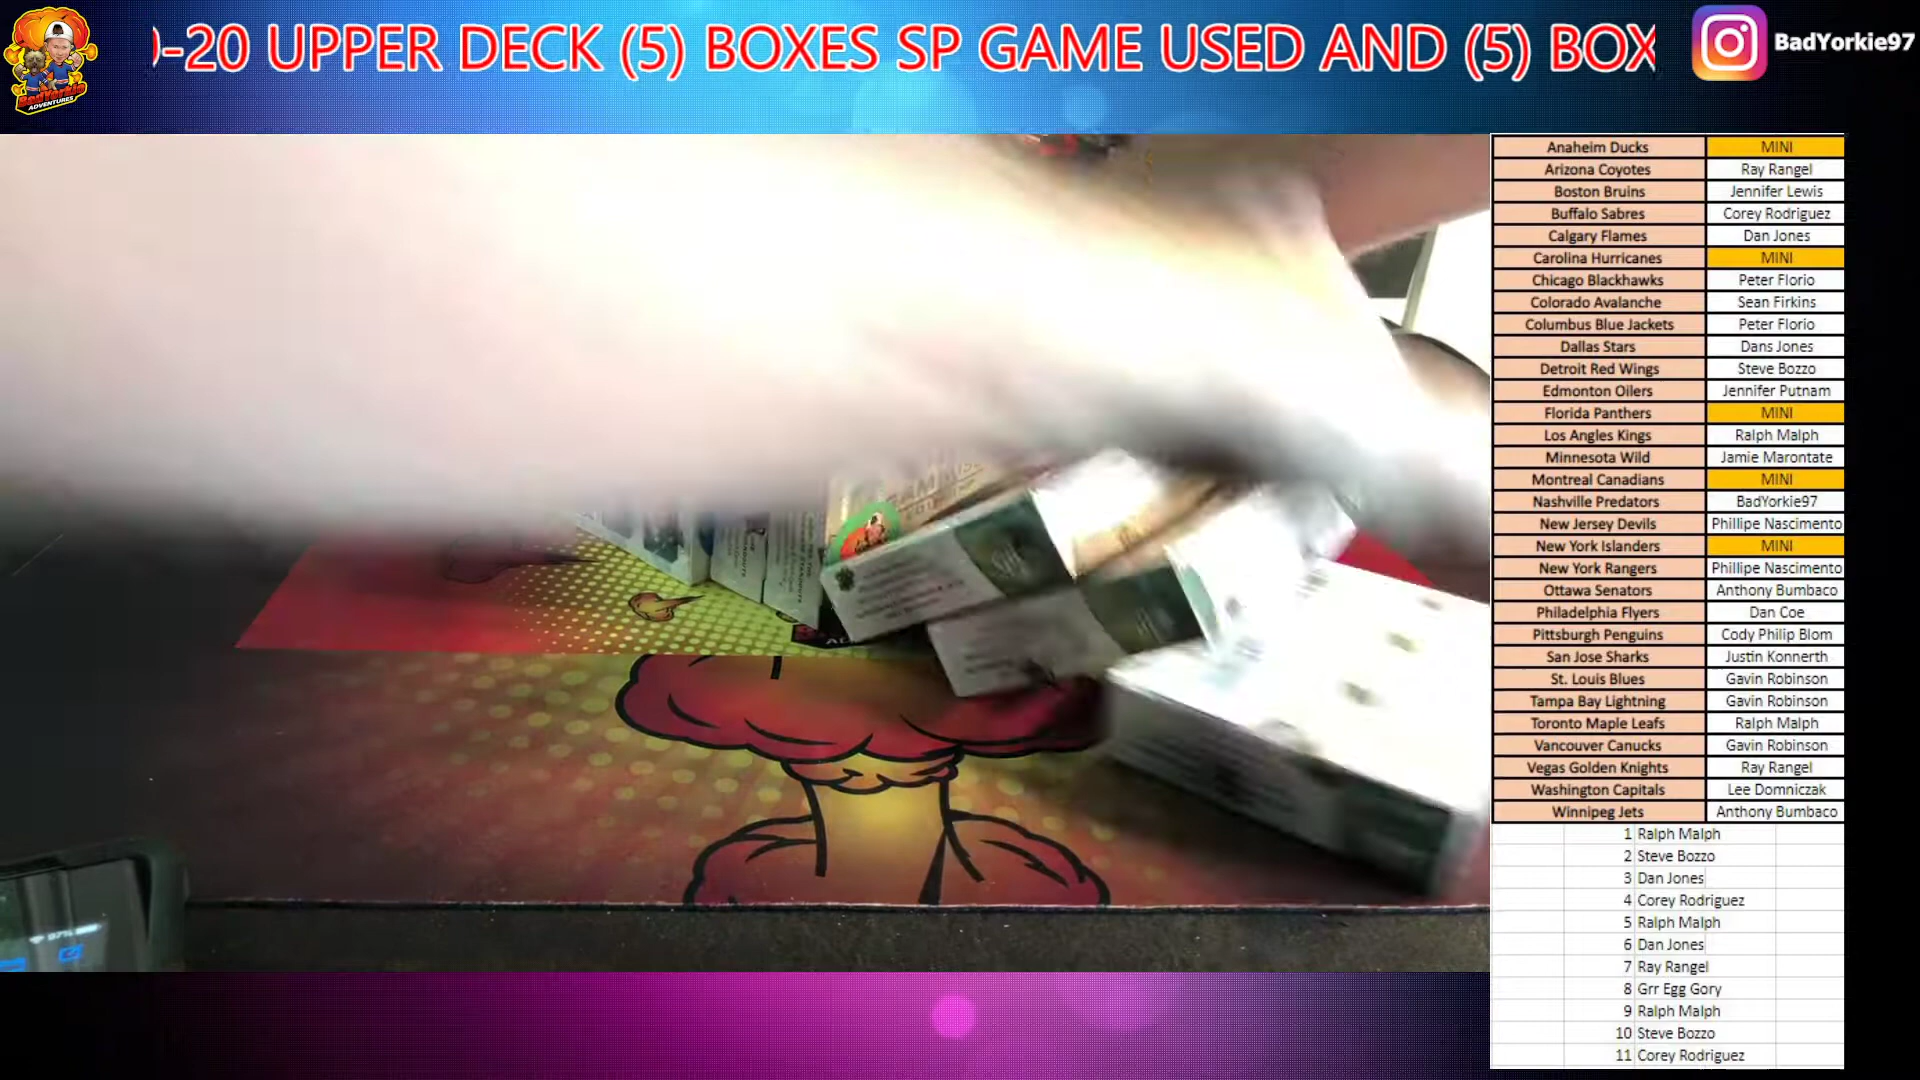 -20 UPPER DECK (5) BOXES SP GAME USED AND (5) BOX
BadYorkie97
BadYorkie
ADVENTURES
Anaheim Ducks MINI
Arizona Coyotes Ray Rangel
Boston Bruins Jennifer Lewis
Buffalo Sabres Corey Rodriguez
Calgary Flames Dan Jones
Carolina Hurricanes MINI
Chicago Blackhawks Peter Florio
Colorado Avalanche Sean Firkins
Columbus Blue Jackets Peter Florio
Dallas Stars Dans Jones
Detroit Red Wings Steve Bozzo
Edmonton Oilers Jennifer Putnam
Florida Panthers MINI
Los Angles Kings Ralph Malph
Minnesota Wild Jamie Marontate
Montreal Canadians MINI
Nashville Predators BadYorkie97
New Jersey Devils Phillipe Nascimento
New York Islanders MINI
New York Rangers Phillipe Nascimento
Ottawa Senators Anthony Bumbaco
Philadelphia Flyers Dan Coe
Pittsburgh Penguins Cody Philip Blom
San Jose Sharks Justin Konnerth
St. Louis Blues Gavin Robinson
Tampa Bay Lightning Gavin Robinson
Toronto Maple Leafs Ralph Malph
Vancouver Canucks Gavin Robinson
Vegas Golden Knights Ray Rangel
Washington Capitals Lee Domniczak
Winnipeg Jets Anthony Bumbaco
1 Ralph Malph
2 Steve Bozzo
3 Dan Jones
4 Corey Rodriguez
5 Ralph Malph
6 Dan Jones
7 Ray Rangel
8 Grr Egg Gory
9 Ralph Malph
10 Steve Bozzo
11 Corey Rodriguez
97%